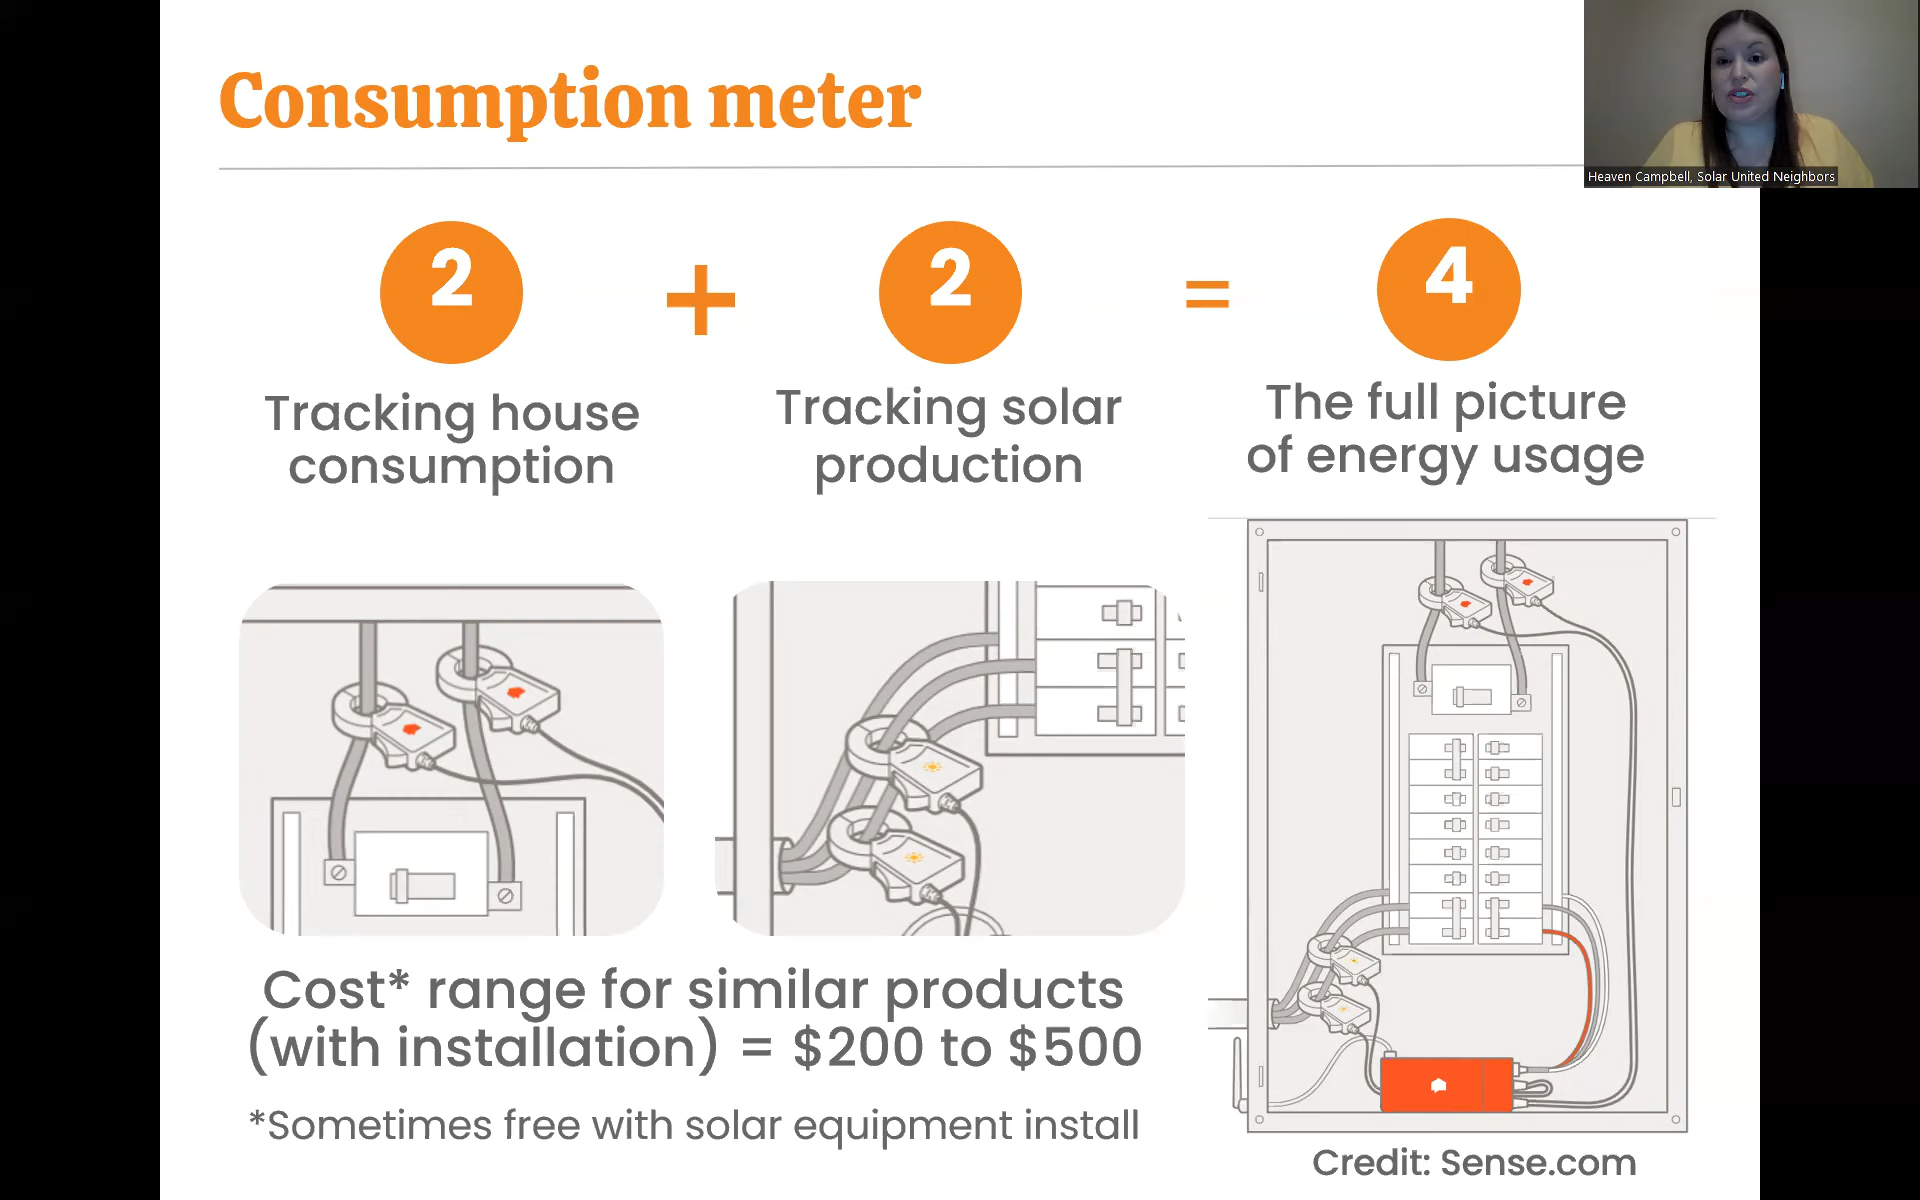 Consumption meter
Heaven Campbell, Solar United Neighbors
2 + 2 = 4
Tracking house
consumption
Tracking solar
production
The full picture
of energy usage
Cost* range for similar products
(with installation) = $200 to $500
*Sometimes free with solar equipment install
Credit: Sense.com